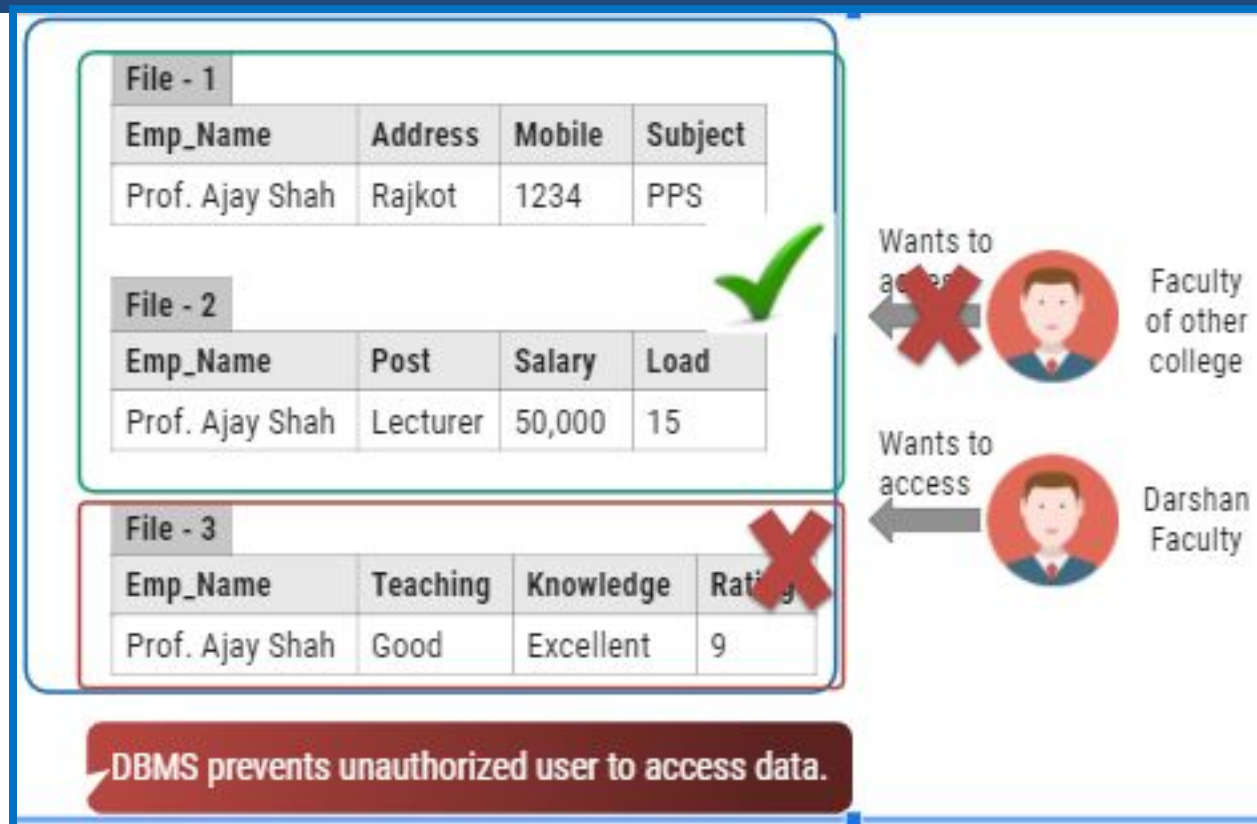 File - 1
Emp_Name Address Mobile Subject
Prof. Ajay Shah Rajkot 1234 PPS
File - 2
Emp_Name Post Salary Load
Prof. Ajay Shah Lecturer 50,000 15
File - 3
Emp_Name Teaching Knowledge
Prof. Ajay Shah Good Excellent 9
DBMS prevents unauthorized user to access data.
Wants to
Faculty
of other
college
Wants to
access
Darshan
Faculty